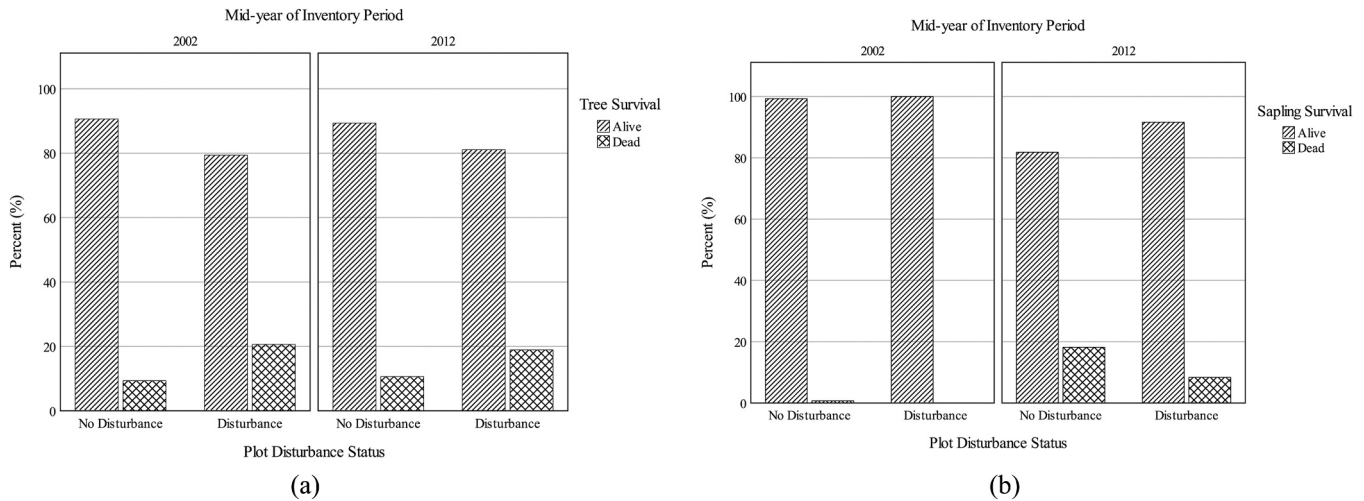 Mid-year of Inventory Period
2002 2012
100
80
60
40
20
0
Percent (%)
No Disturbance Disturbance No Disturbance Disturbance
Plot Disturbance Status
Tree Survival
Alive
Dead
(a)
Mid-year of Inventory Period
2002 2012
100
80
60
40
20
0
Percent (%)
No Disturbance Disturbance No Disturbance Disturbance
Plot Disturbance Status
Sapling Survival
Alive
Dead
(b)